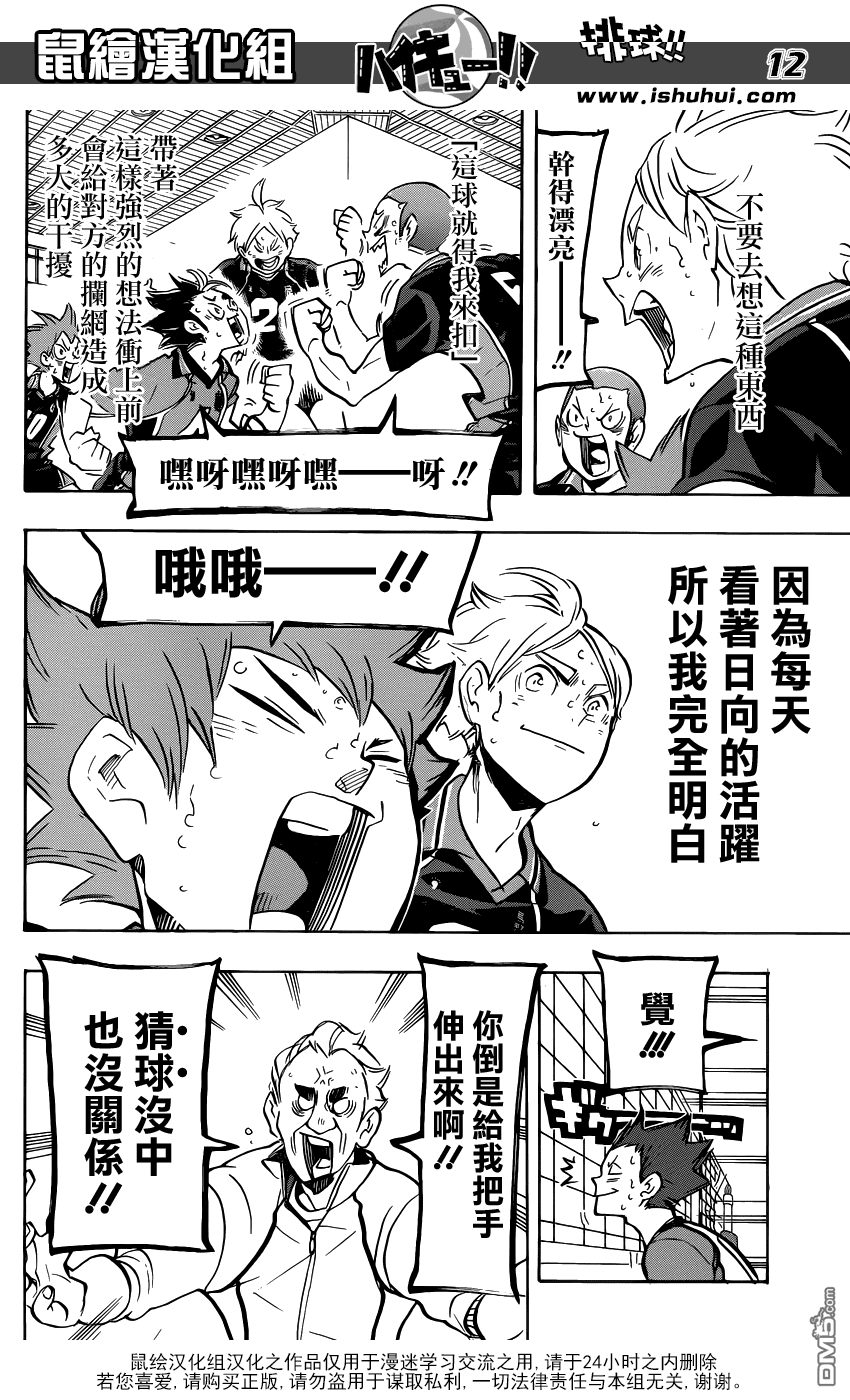 鼠繪漢化組
ハイキュー!!
排球!!
12
www.ishuhui.com
不要去想這種東西
幹得漂亮——!!
「這球就得我來扣」
帶著
這樣強烈的想法衝上前
會給對方的攔網造成
多大的干擾
嘿呀嘿呀嘿——呀!!
哦哦——!!
因為每天
看著日向的活躍
所以我完全明白
覺!!!
ギクーーッ
你倒是給我把手
伸出來啊!!
猜球沒中
也沒關係!!
2
鼠绘汉化组汉化之作品仅用于漫迷学习交流之用,请于24小时之内删除
若您喜爱,请购买正版,请勿盗用于谋取私利,一切法律责任与本组无关,谢谢。
DM5.com